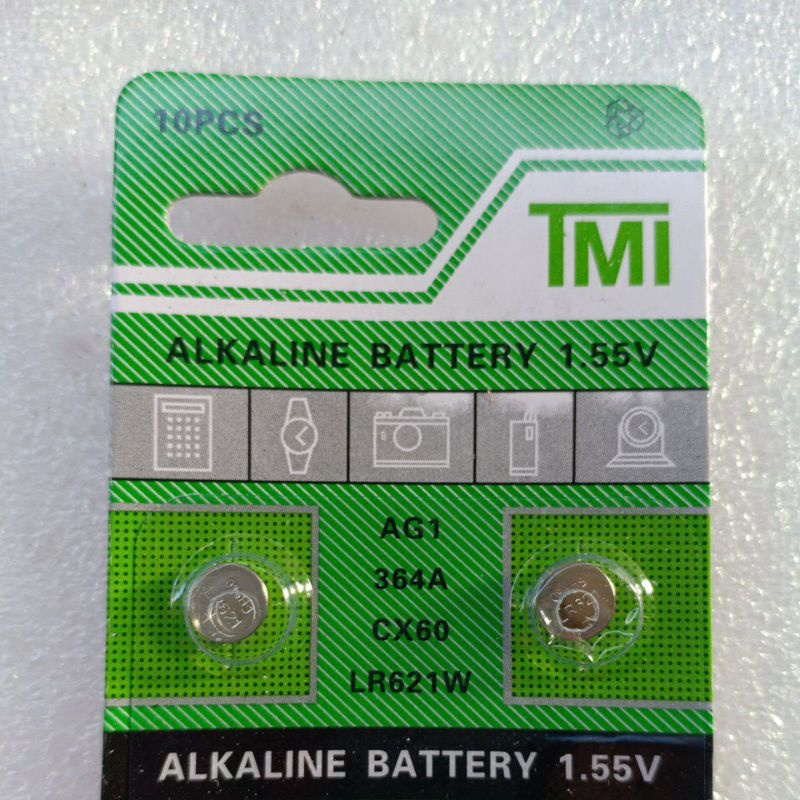 10PCS
TMI
ALKALINE BATTERY 1.55V
AG1
364A
CX60
LR621W
ALKALINE BATTERY 1.55V